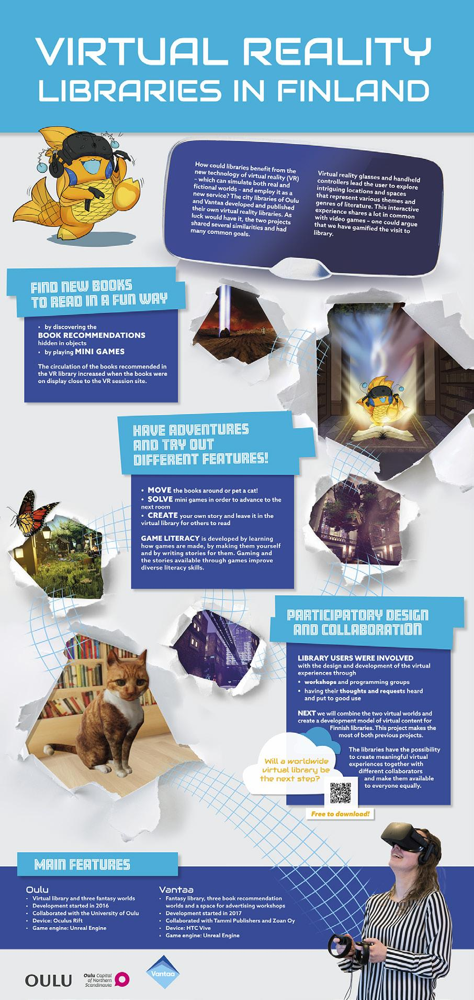 VIRTUAL REALITY
LIBRARIES IN FINLAND
How could libraries benefit from the
new technology of virtual reality (VR)
– which can simulate both real and
fictional worlds – and employ it as a
new service? The city libraries of Oulu
and Vantaa developed and published
their own virtual reality libraries. As
luck would have it, the two projects
shared several similarities and had
many common goals.
Virtual reality glasses and handheld
controllers lead the user to explore
intriguing locations and spaces
that represent various themes and
genres of literature. This interactive
experience shares a lot in common
with video games – one could argue
that we have gamified the visit to
library.
FIND NEW BOOKS
TO READ IN A FUN WAY
• by discovering the
BOOK RECOMMENDATIONS
hidden in objects
• by playing MINI GAMES
The circulation of the books recommended in
the VR library increased when the books were
on display close to the VR session site.
HAVE ADVENTURES
AND TRY OUT
DIFFERENT FEATURES!
• MOVE the books around or pet a cat!
• SOLVE mini games in order to advance to the
next room
• CREATE your own story and leave it in the
virtual library for others to read
GAME LITERACY is developed by learning
how games are made, by making them yourself
and by writing stories for them. Gaming and
the stories available through games improve
diverse literacy skills.
PARTICIPATORY DESIGN
AND COLLABORATION
LIBRARY USERS WERE INVOLVED
with the design and development of the virtual
experiences through
• workshops and programming groups
• having their thoughts and requests heard
and put to good use
NEXT we will combine the two virtual worlds and
create a development model of virtual content for
Finnish libraries. This project makes the
most of both previous projects.
The libraries have the possibility
to create meaningful virtual
experiences together with
different collaborators
and make them available
to everyone equally.
Will a worldwide
virtual library be
the next step?
Free to download!
MAIN FEATURES
Oulu
• Virtual library and three fantasy worlds
• Development started in 2016
• Collaborated with the University of Oulu
• Device: Oculus Rift
• Game engine: Unreal Engine
Vantaa
• Fantasy library, three book recommendation
worlds and a space for advertising workshops
• Development started in 2017
• Collaborated with Tammi Publishers and Zoan Oy
• Device: HTC Vive
• Game engine: Unreal Engine
OULU
Oulu Capital
of Northern
Scandinavia
Vantaa